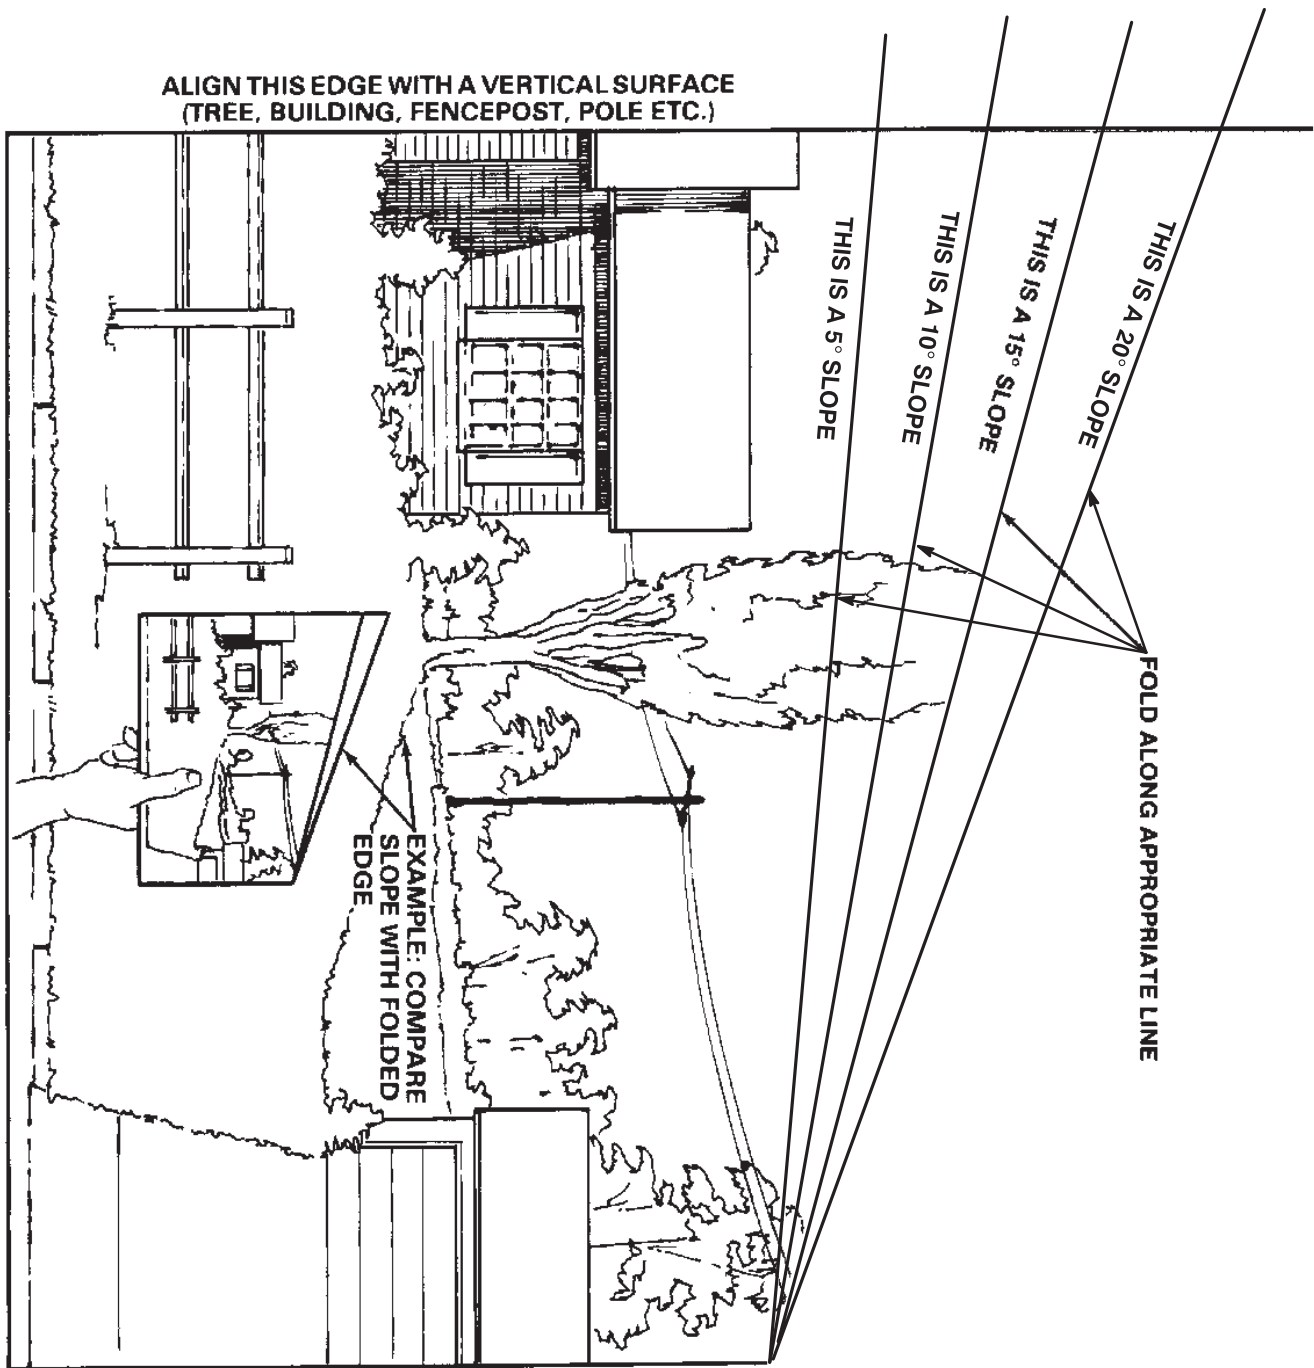 ALIGN THIS EDGE WITH A VERTICAL SURFACE
(TREE, BUILDING, FENCEPOST, POLE ETC.)
THIS IS A 20° SLOPE
THIS IS A 15° SLOPE
THIS IS A 10° SLOPE
THIS IS A 5° SLOPE
FOLD ALONG APPROPRIATE LINE
EXAMPLE: COMPARE
SLOPE WITH FOLDED
EDGE